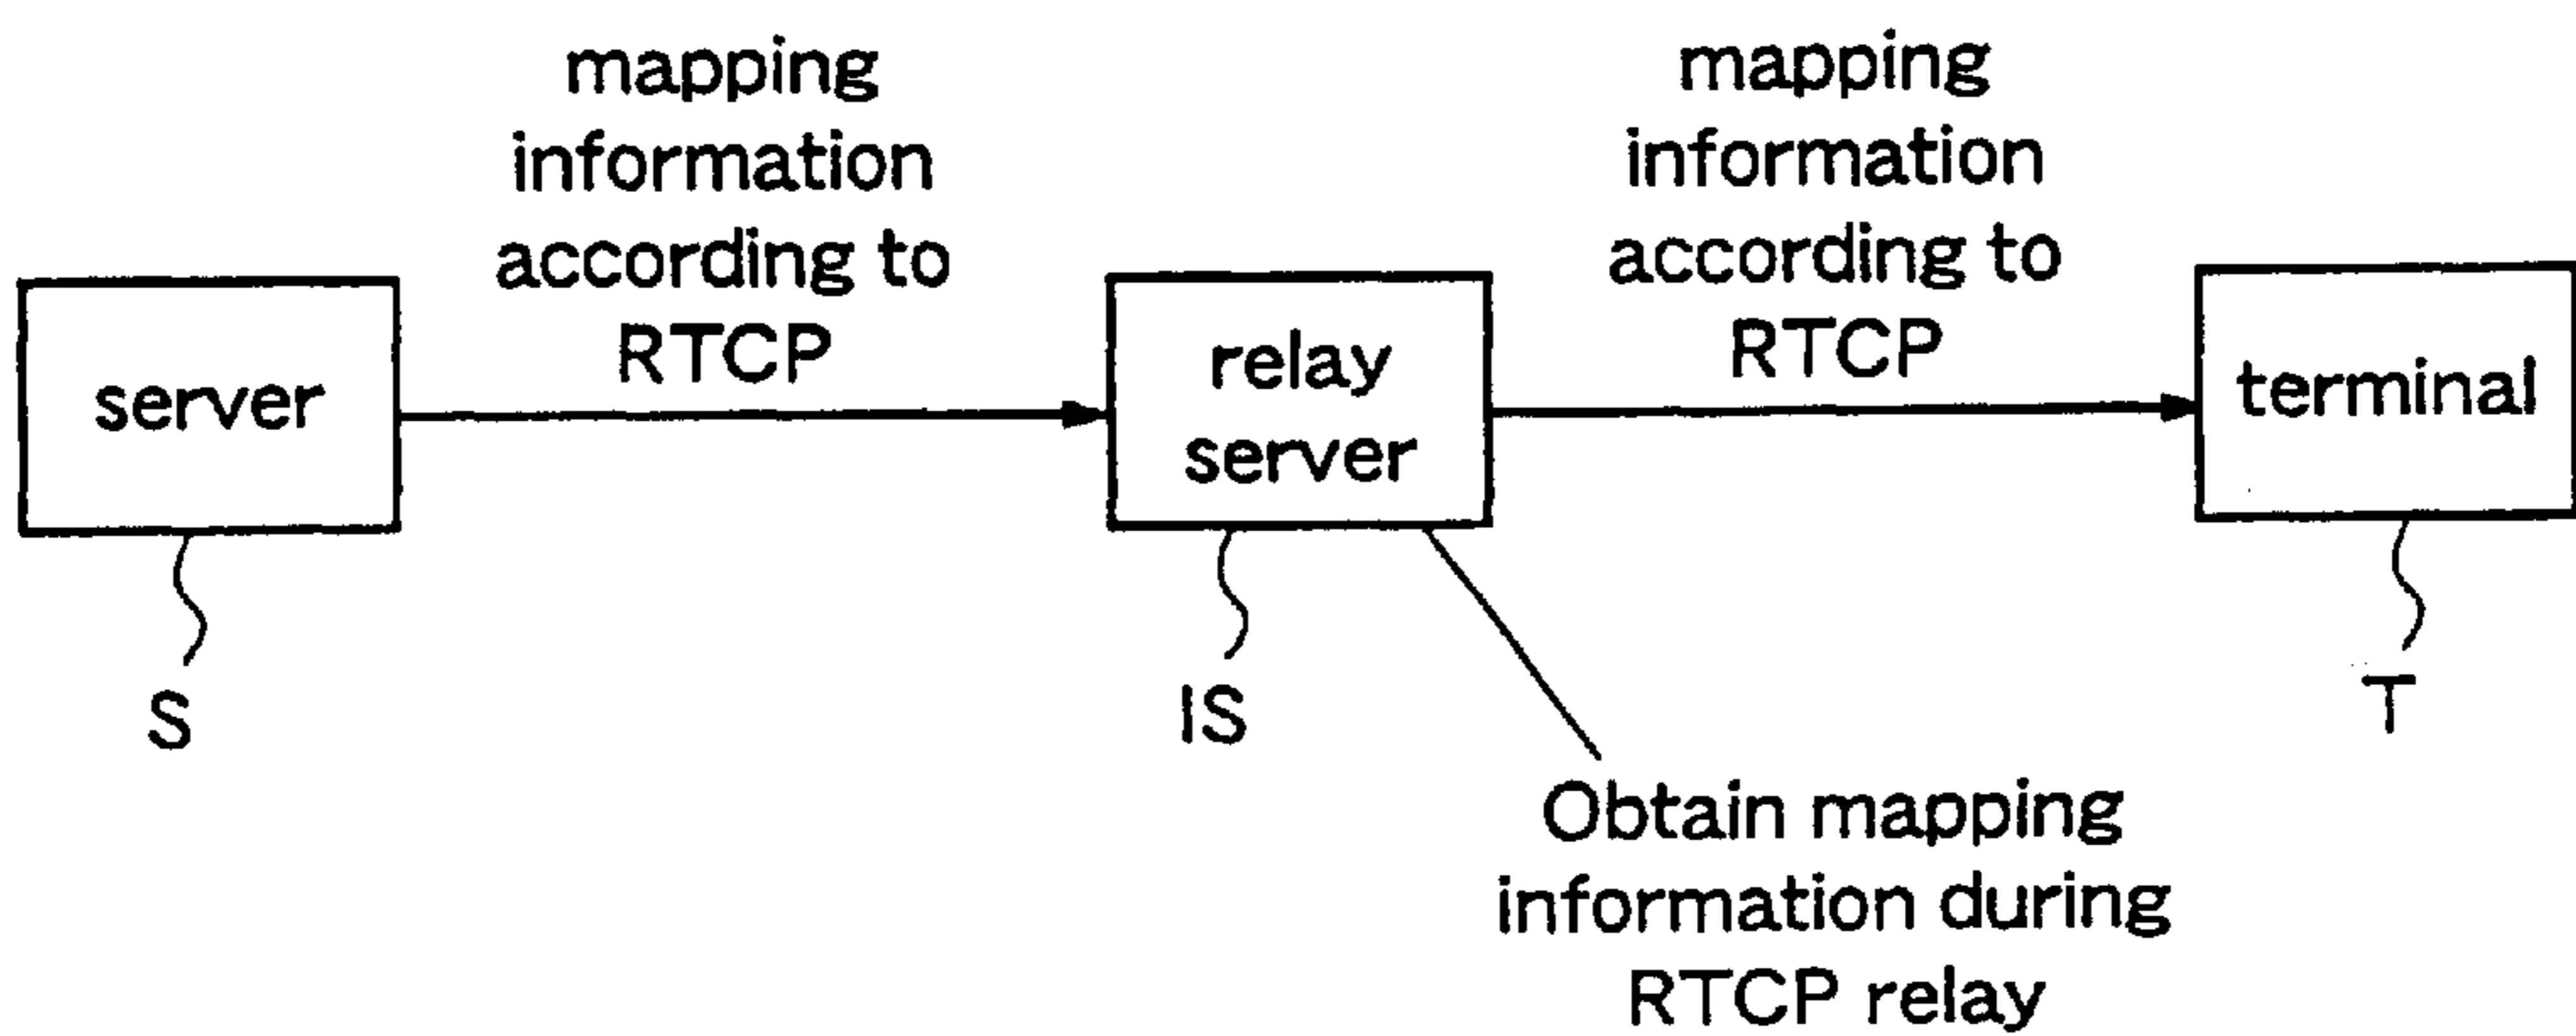 mapping
information
according to
RTCP
mapping
information
according to
RTCP
server
relay
server
terminal
S
IS
T
Obtain mapping
information during
RTCP relay